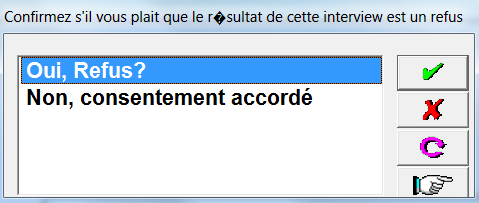 Confirmez s'il vous plait que le r�sultat de cette interview est un refus
Oui, Refus?
Non, consentement accordé